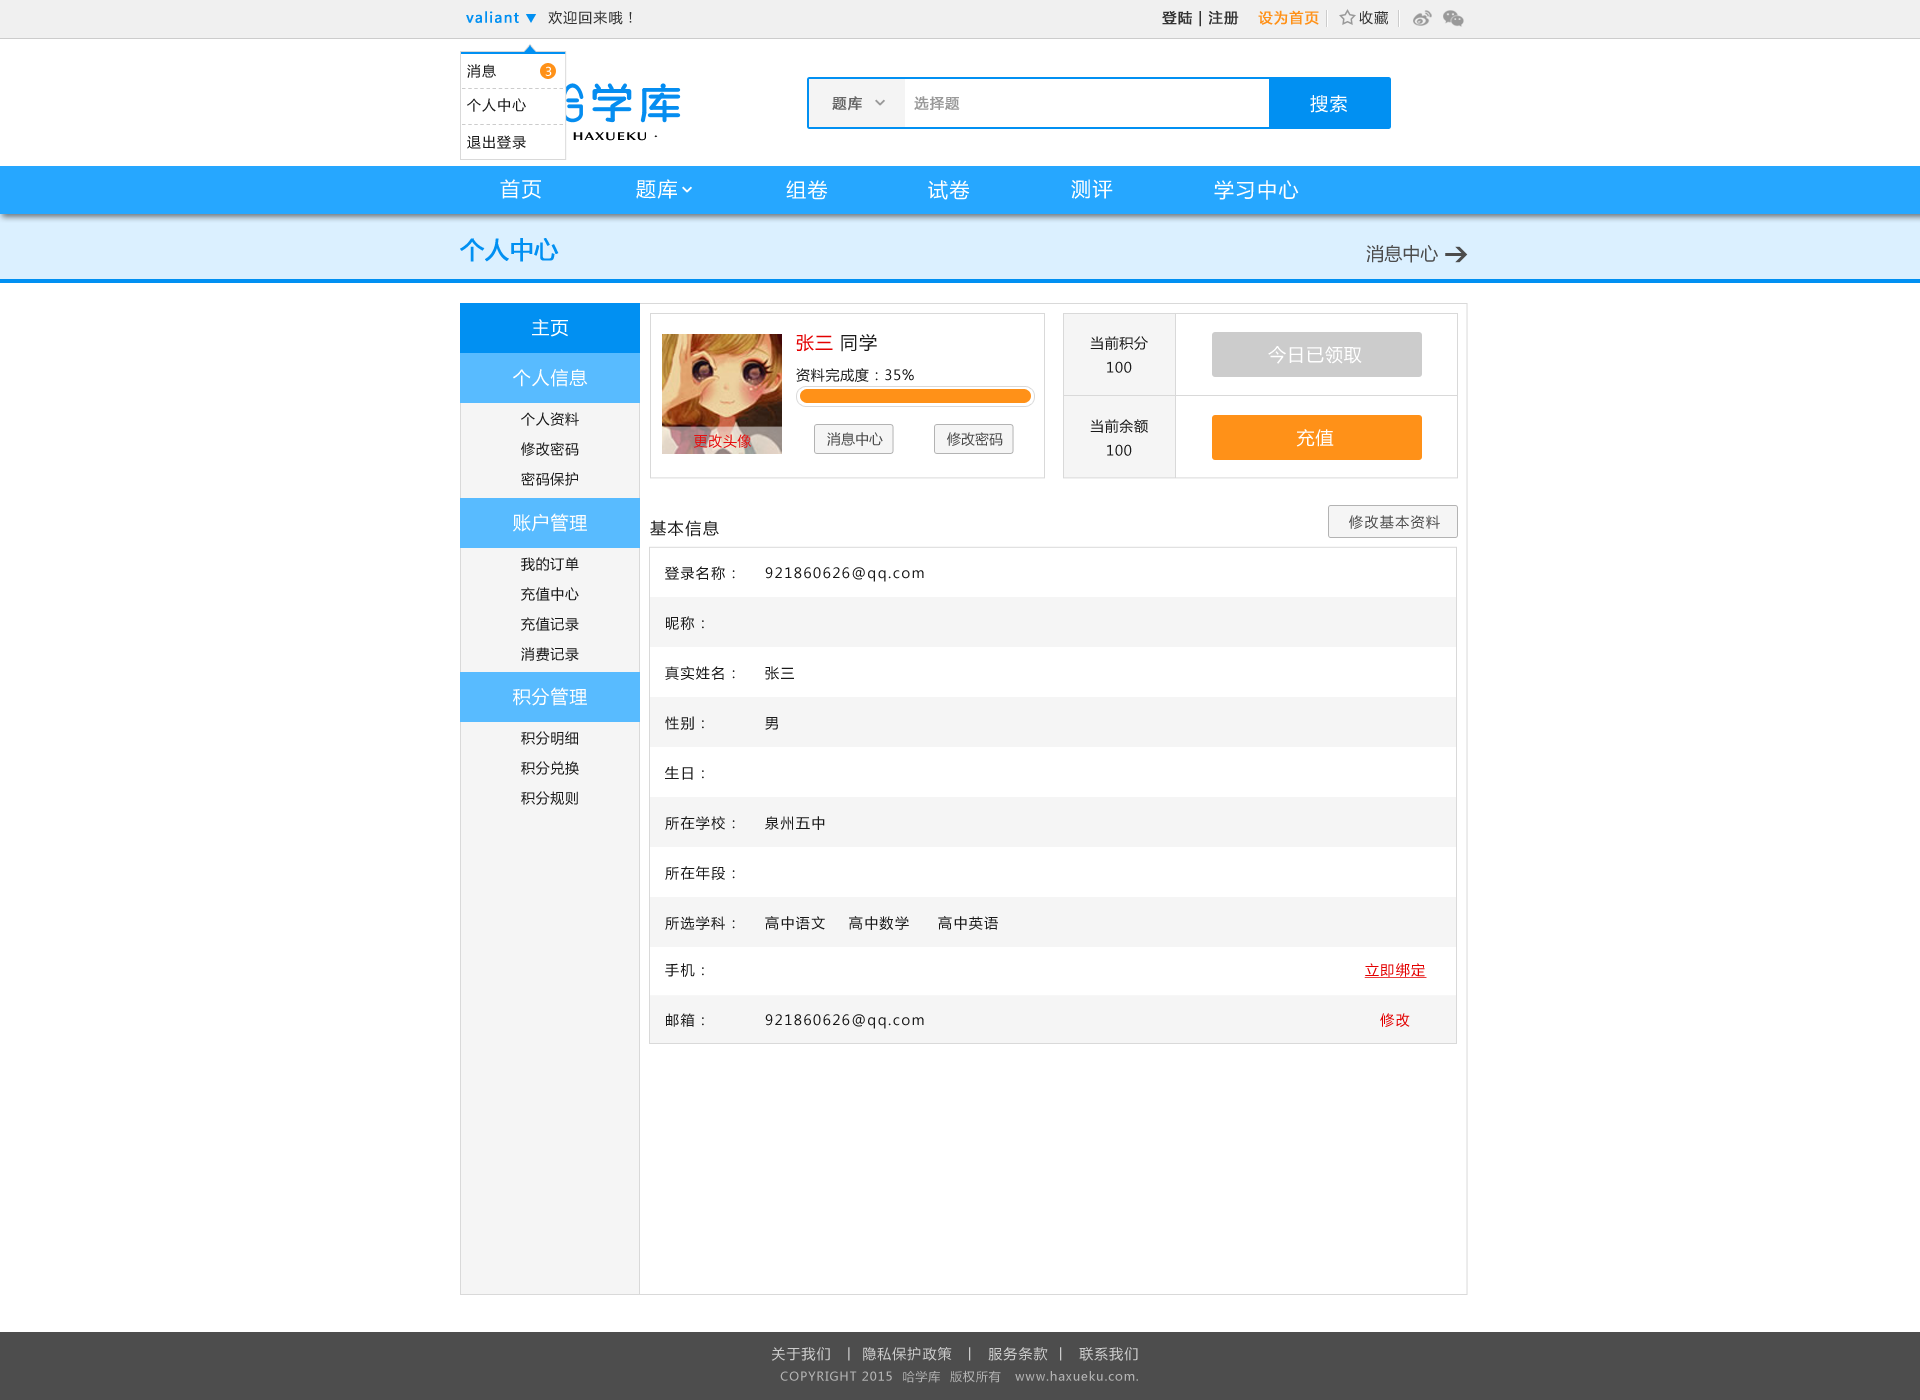 valiant ▼ 欢迎回来哦！
登陆 | 注册 设为首页 收藏
消息 3
个人中心
退出登录
哈学库
HAXUEKU ·
题库 选择题 搜索
首页 题库 组卷 试卷 测评 学习中心
个人中心
消息中心
主页
个人信息
个人资料
修改密码
密码保护
账户管理
我的订单
充值中心
充值记录
消费记录
积分管理
积分明细
积分兑换
积分规则
张三 同学
资料完成度：35%
更改头像
消息中心 修改密码
当前积分
100
今日已领取
当前余额
100
充值
基本信息
修改基本资料
登录名称： 921860626@qq.com
昵称：
真实姓名： 张三
性别： 男
生日：
所在学校： 泉州五中
所在年段：
所选学科： 高中语文 高中数学 高中英语
手机： 立即绑定
邮箱： 921860626@qq.com 修改
关于我们 | 隐私保护政策 | 服务条款 | 联系我们
COPYRIGHT 2015 哈学库 版权所有 www.haxueku.com.